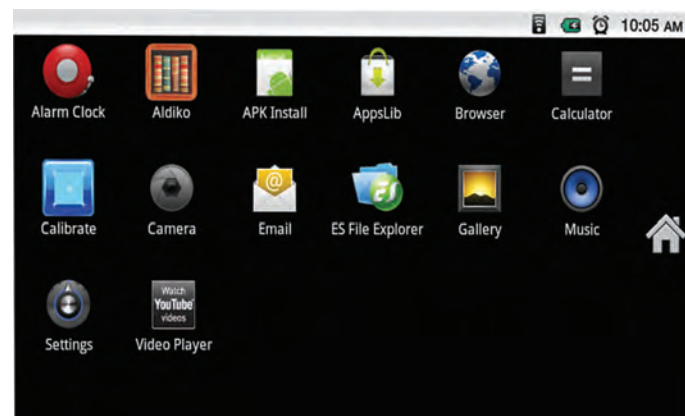 10:05 AM
Alarm Clock Aldiko APK Install AppsLib Browser Calculator
@
ES
Calibrate Camera Email ES File Explorer Gallery Music
Watch
YouTube
videos
Settings Video Player